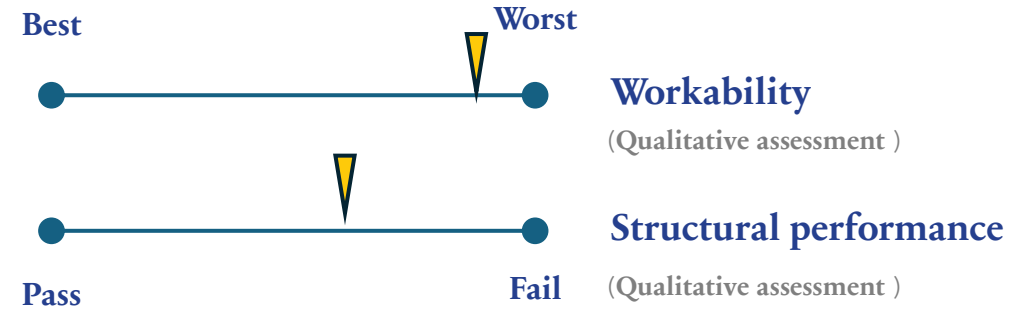 Best
Worst
Workability
(Qualitative assessment )
Structural performance
Pass
Fail
(Qualitative assessment )